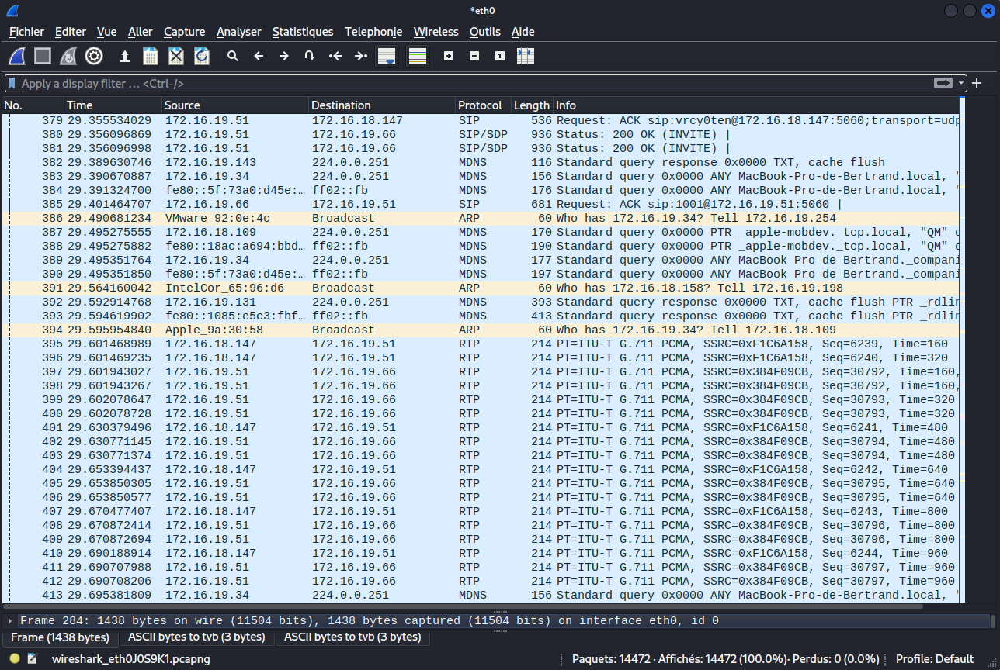 *eth0
Fichier Editer Vue Aller Capture Analyser Statistiques Telephonie Wireless Outils Aide
Apply a display filter ... <Ctrl-/>
No. Time Source Destination Protocol Length Info
379 29.355534029 172.16.19.51 172.16.18.147 SIP 536 Request: ACK sip:vrcy0ten@172.16.18.147:5060;transport=udp
380 29.356096869 172.16.19.51 172.16.19.66 SIP/SDP 936 Status: 200 OK (INVITE) |
381 29.356096998 172.16.19.51 172.16.19.66 SIP/SDP 936 Status: 200 OK (INVITE) |
382 29.389630746 172.16.19.143 224.0.0.251 MDNS 116 Standard query response 0x0000 TXT, cache flush
383 29.390670887 172.16.19.34 224.0.0.251 MDNS 156 Standard query 0x0000 ANY MacBook-Pro-de-Bertrand.local, "
384 29.391324700 fe80::5f:73a0:d45e:… ff02::fb MDNS 176 Standard query 0x0000 ANY MacBook-Pro-de-Bertrand.local, "
385 29.401464707 172.16.19.66 172.16.19.51 SIP 681 Request: ACK sip:1001@172.16.19.51:5060 |
386 29.490681234 VMware_92:0e:4c Broadcast ARP 60 Who has 172.16.19.34? Tell 172.16.19.254
387 29.495275555 172.16.18.109 224.0.0.251 MDNS 170 Standard query 0x0000 PTR _apple-mobdev._tcp.local, "QM" q
388 29.495275882 fe80::18ac:a694:bbd… ff02::fb MDNS 190 Standard query 0x0000 PTR _apple-mobdev._tcp.local, "QM" q
389 29.495351764 172.16.19.34 224.0.0.251 MDNS 177 Standard query 0x0000 ANY MacBook Pro de Bertrand._compani
390 29.495351850 fe80::5f:73a0:d45e:… ff02::fb MDNS 197 Standard query 0x0000 ANY MacBook Pro de Bertrand._compani
391 29.564160042 IntelCor_65:96:d6 Broadcast ARP 60 Who has 172.16.18.158? Tell 172.16.19.198
392 29.592914768 172.16.19.131 224.0.0.251 MDNS 393 Standard query response 0x0000 TXT, cache flush PTR _rdlin
393 29.594619902 fe80::1085:e5c3:fbf… ff02::fb MDNS 413 Standard query response 0x0000 TXT, cache flush PTR _rdlin
394 29.595954840 Apple_9a:30:58 Broadcast ARP 60 Who has 172.16.19.34? Tell 172.16.18.109
395 29.601468989 172.16.18.147 172.16.19.51 RTP 214 PT=ITU-T G.711 PCMA, SSRC=0xF1C6A158, Seq=6239, Time=160
396 29.601469235 172.16.18.147 172.16.19.51 RTP 214 PT=ITU-T G.711 PCMA, SSRC=0xF1C6A158, Seq=6240, Time=320
397 29.601943027 172.16.19.51 172.16.19.66 RTP 214 PT=ITU-T G.711 PCMA, SSRC=0x384F09CB, Seq=30792, Time=160,
398 29.601943267 172.16.19.51 172.16.19.66 RTP 214 PT=ITU-T G.711 PCMA, SSRC=0x384F09CB, Seq=30792, Time=160,
399 29.602078647 172.16.19.51 172.16.19.66 RTP 214 PT=ITU-T G.711 PCMA, SSRC=0x384F09CB, Seq=30793, Time=320
400 29.602078728 172.16.19.51 172.16.19.66 RTP 214 PT=ITU-T G.711 PCMA, SSRC=0x384F09CB, Seq=30793, Time=320
401 29.630379496 172.16.18.147 172.16.19.51 RTP 214 PT=ITU-T G.711 PCMA, SSRC=0xF1C6A158, Seq=6241, Time=480
402 29.630771145 172.16.19.51 172.16.19.66 RTP 214 PT=ITU-T G.711 PCMA, SSRC=0x384F09CB, Seq=30794, Time=480
403 29.630771374 172.16.19.51 172.16.19.66 RTP 214 PT=ITU-T G.711 PCMA, SSRC=0x384F09CB, Seq=30794, Time=480
404 29.653394437 172.16.18.147 172.16.19.51 RTP 214 PT=ITU-T G.711 PCMA, SSRC=0xF1C6A158, Seq=6242, Time=640
405 29.653850305 172.16.19.51 172.16.19.66 RTP 214 PT=ITU-T G.711 PCMA, SSRC=0x384F09CB, Seq=30795, Time=640
406 29.653850577 172.16.19.51 172.16.19.66 RTP 214 PT=ITU-T G.711 PCMA, SSRC=0x384F09CB, Seq=30795, Time=640
407 29.670477407 172.16.18.147 172.16.19.51 RTP 214 PT=ITU-T G.711 PCMA, SSRC=0xF1C6A158, Seq=6243, Time=800
408 29.670872414 172.16.19.51 172.16.19.66 RTP 214 PT=ITU-T G.711 PCMA, SSRC=0x384F09CB, Seq=30796, Time=800
409 29.670872694 172.16.19.51 172.16.19.66 RTP 214 PT=ITU-T G.711 PCMA, SSRC=0x384F09CB, Seq=30796, Time=800
410 29.690188914 172.16.18.147 172.16.19.51 RTP 214 PT=ITU-T G.711 PCMA, SSRC=0xF1C6A158, Seq=6244, Time=960
411 29.690707988 172.16.19.51 172.16.19.66 RTP 214 PT=ITU-T G.711 PCMA, SSRC=0x384F09CB, Seq=30797, Time=960
412 29.690708206 172.16.19.51 172.16.19.66 RTP 214 PT=ITU-T G.711 PCMA, SSRC=0x384F09CB, Seq=30797, Time=960
413 29.695381809 172.16.19.34 224.0.0.251 MDNS 156 Standard query 0x0000 ANY MacBook-Pro-de-Bertrand.local, "
Frame 284: 1438 bytes on wire (11504 bits), 1438 bytes captured (11504 bits) on interface eth0, id 0
Frame (1438 bytes) ASCII bytes to tvb (3 bytes) ASCII bytes to tvb (3 bytes)
wireshark_eth0J0S9K1.pcapng Paquets: 14472 · Affichés: 14472 (100.0%)· Perdus: 0 (0.0%) Profile: Default